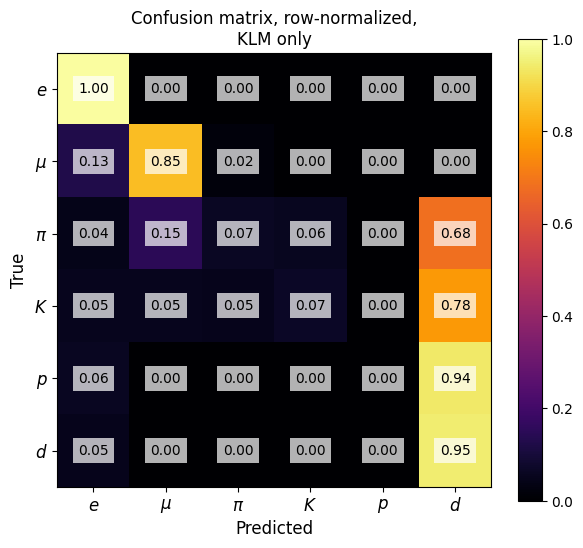 Confusion matrix, row-normalized,
KLM only
e 1.00 0.00 0.00 0.00 0.00 0.00
μ 0.13 0.85 0.02 0.00 0.00 0.00
π 0.04 0.15 0.07 0.06 0.00 0.68
K 0.05 0.05 0.05 0.07 0.00 0.78
p 0.06 0.00 0.00 0.00 0.00 0.94
d 0.05 0.00 0.00 0.00 0.00 0.95
e μ π K p d
Predicted
True
1.0
0.8
0.6
0.4
0.2
0.0